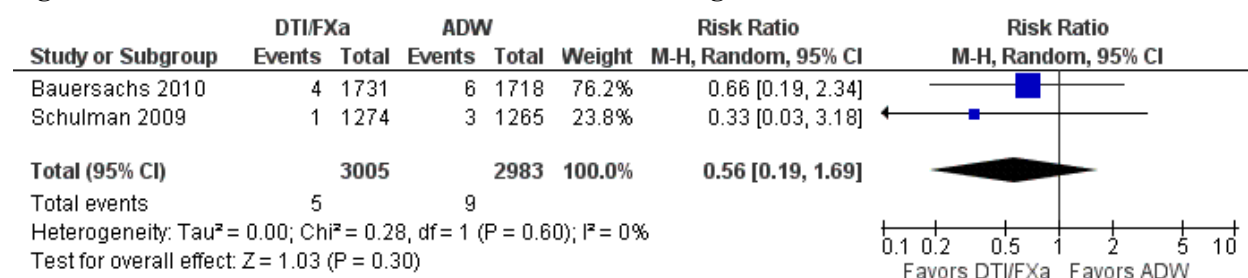 DTI/FXa ADW Risk Ratio Risk Ratio
Study or Subgroup Events Total Events Total Weight M-H, Random, 95% CI M-H, Random, 95% CI
Bauersachs 2010 4 1731 6 1718 76.2% 0.66 [0.19, 2.34]
Schulman 2009 1 1274 3 1265 23.8% 0.33 [0.03, 3.18]
Total (95% CI) 3005 2983 100.0% 0.56 [0.19, 1.69]
Total events 5 9
Heterogeneity: Tau² = 0.00; Chi² = 0.28, df = 1 (P = 0.60); I² = 0%
Test for overall effect: Z = 1.03 (P = 0.30)
0.1 0.2 0.5 1 2 5 10
Favors DTI/FXa Favors ADW